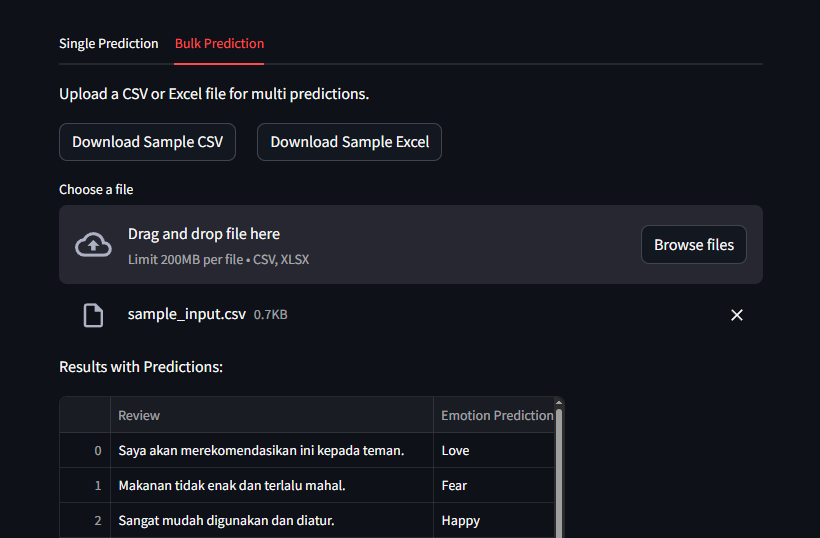 Single Prediction Bulk Prediction
Upload a CSV or Excel file for multi predictions.
Download Sample CSV Download Sample Excel
Choose a file
Drag and drop file here
Limit 200MB per file • CSV, XLSX
Browse files
sample_input.csv 0.7KB
Results with Predictions:
Review Emotion Prediction
0 Saya akan merekomendasikan ini kepada teman. Love
1 Makanan tidak enak dan terlalu mahal. Fear
2 Sangat mudah digunakan dan diatur. Happy